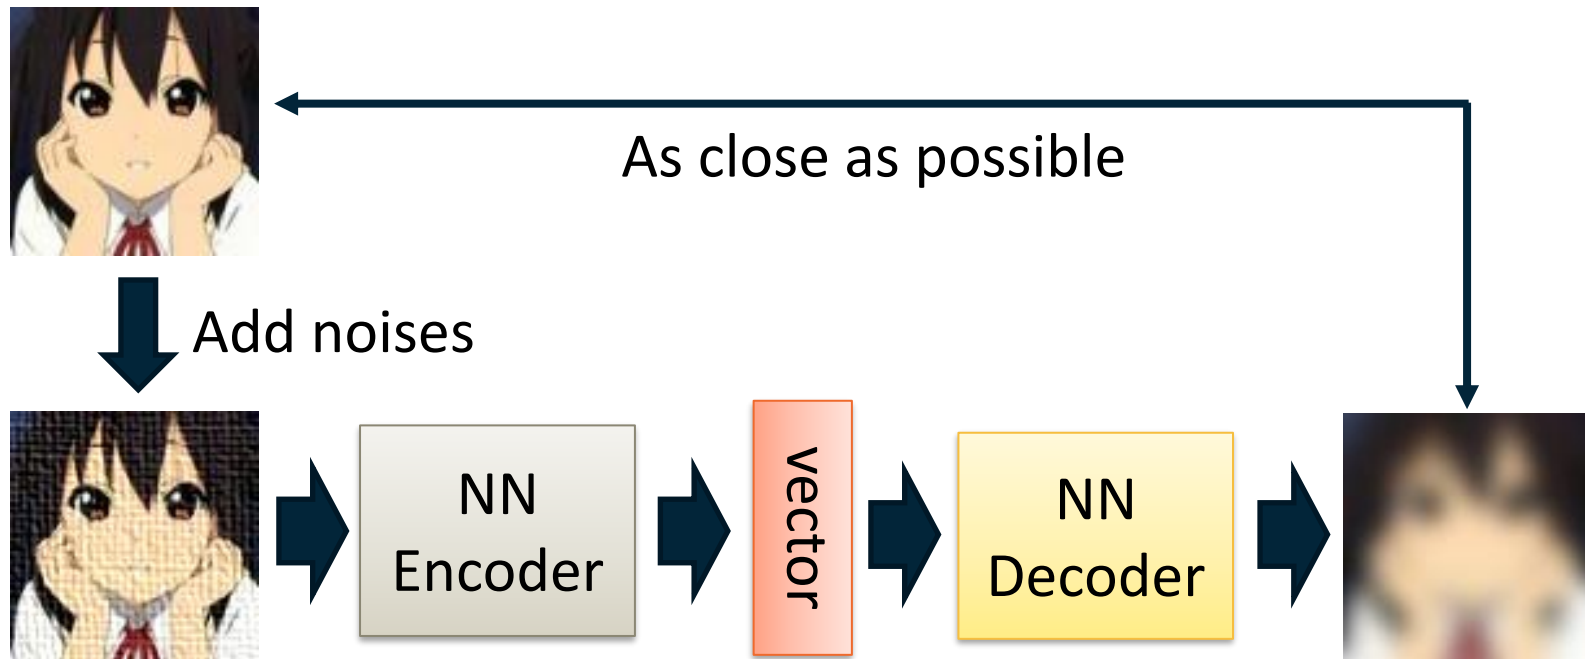 As close as possible
Add noises
NN
Encoder
vector
NN
Decoder